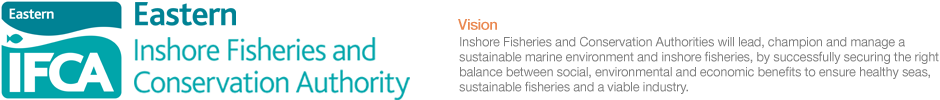 Eastern
IFCA
Eastern
Inshore Fisheries and
Conservation Authority
Vision
Inshore Fisheries and Conservation Authorities will lead, champion and manage a
sustainable marine environment and inshore fisheries, by successfully securing the right
balance between social, environmental and economic benefits to ensure healthy seas,
sustainable fisheries and a viable industry.